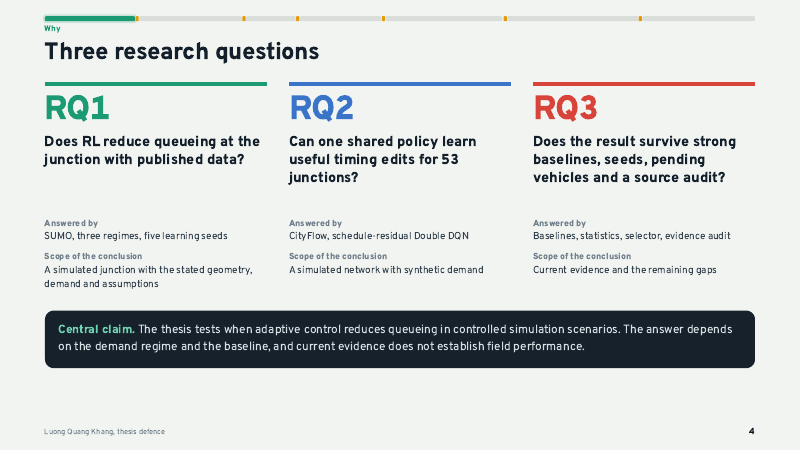 Why
Three research questions
RQ1
Does RL reduce queueing at the
junction with published data?
Answered by
SUMO, three regimes, five learning seeds
Scope of the conclusion
A simulated junction with the stated geometry,
demand and assumptions
RQ2
Can one shared policy learn
useful timing edits for 53
junctions?
Answered by
CityFlow, schedule-residual Double DQN
Scope of the conclusion
A simulated network with synthetic demand
RQ3
Does the result survive strong
baselines, seeds, pending
vehicles and a source audit?
Answered by
Baselines, statistics, selector, evidence audit
Scope of the conclusion
Current evidence and the remaining gaps
Central claim. The thesis tests when adaptive control reduces queueing in controlled simulation scenarios. The answer depends
on the demand regime and the baseline, and current evidence does not establish field performance.
Luong Quang Khang, thesis defence
4